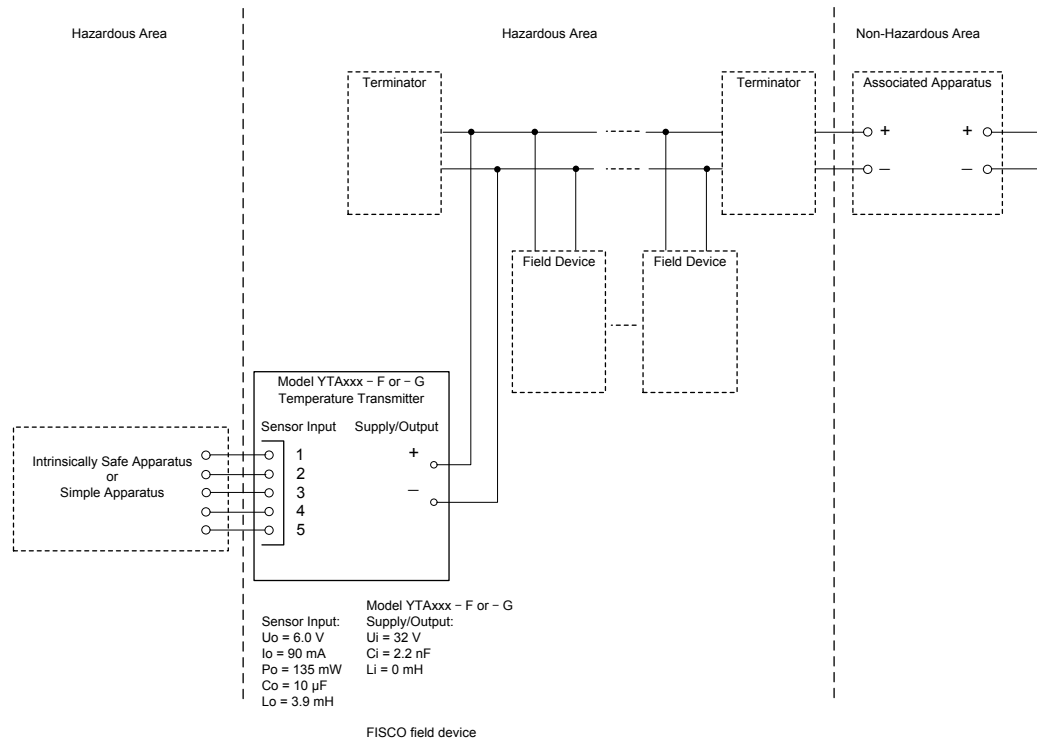 Hazardous Area
Hazardous Area
Non-Hazardous Area
Terminator
Terminator
Associated Apparatus
+
+
−
−
Field Device
Field Device
Model YTAxxx − F or − G
Temperature Transmitter
Sensor Input
Supply/Output
Intrinsically Safe Apparatus
or
Simple Apparatus
1
2
3
4
5
+
−
Model YTAxxx − F or − G
Sensor Input:
Uo = 6.0 V
Io = 90 mA
Po = 135 mW
Co = 10 µF
Lo = 3.9 mH
Supply/Output:
Ui = 32 V
Ci = 2.2 nF
Li = 0 mH
FISCO field device